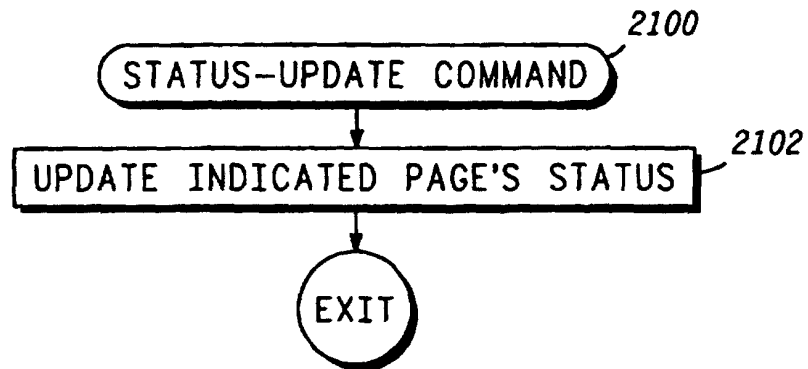 2100
STATUS-UPDATE COMMAND
2102
UPDATE INDICATED PAGE'S STATUS
EXIT